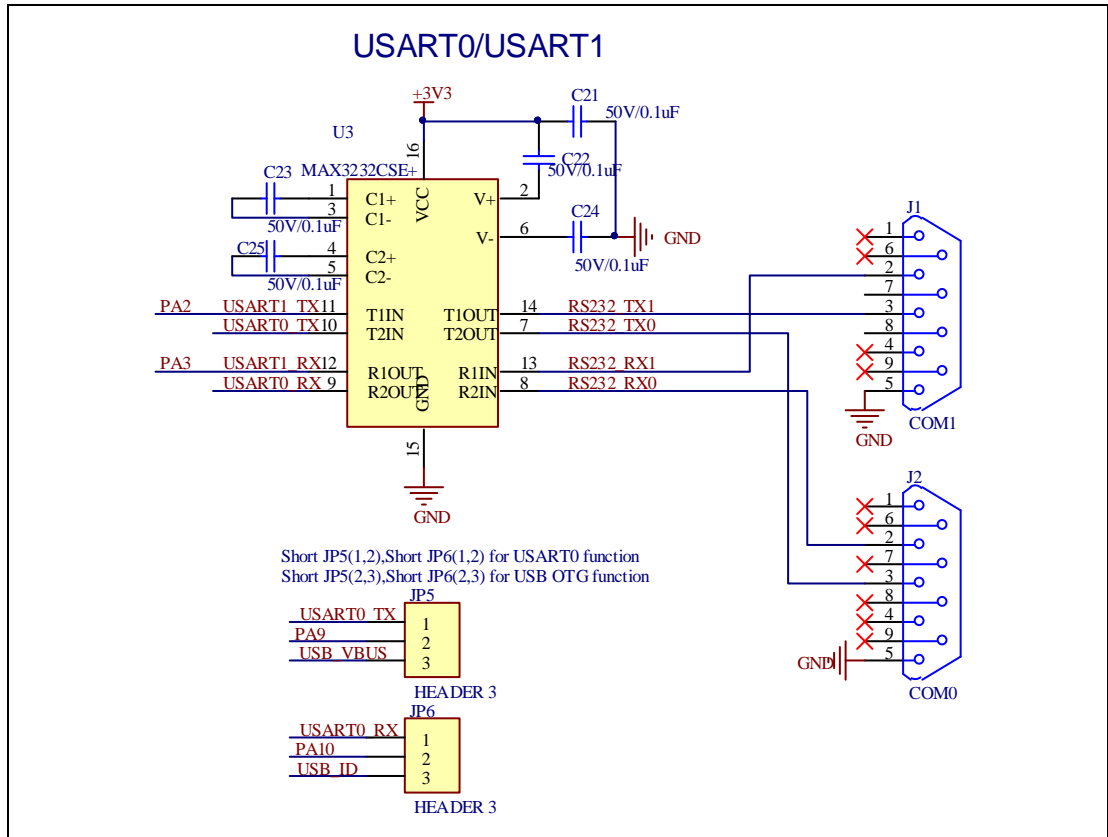 USART0/USART1
+3V3
C21
50V/0.1uF
U3
16
C22
50V/0.1uF
MAX3232CSE+
C23
1
C1+
VCC
V+
2
3
C1-
50V/0.1uF
C24
6
V-
GND
C25
4
C2+
50V/0.1uF
5
C2-
50V/0.1uF
PA2
USART1_TX
11
T1IN
T1OUT
14
RS232_TX1
USART0_TX
10
T2IN
T2OUT
7
RS232_TX0
PA3
USART1_RX
12
R1OUT
R1IN
13
RS232_RX1
USART0_RX
9
R2OUT
GND
R2IN
8
RS232_RX0
15
GND
J1
1
6
2
7
3
8
4
9
5
GND
COM1
J2
1
6
2
7
3
8
4
9
5
GND
COM0
Short JP5(1,2),Short JP6(1,2) for USART0 function
Short JP5(2,3),Short JP6(2,3) for USB OTG function
JP5
USART0_TX
1
PA9
2
USB_VBUS
3
HEADER 3
JP6
USART0_RX
1
PA10
2
USB_ID
3
HEADER 3